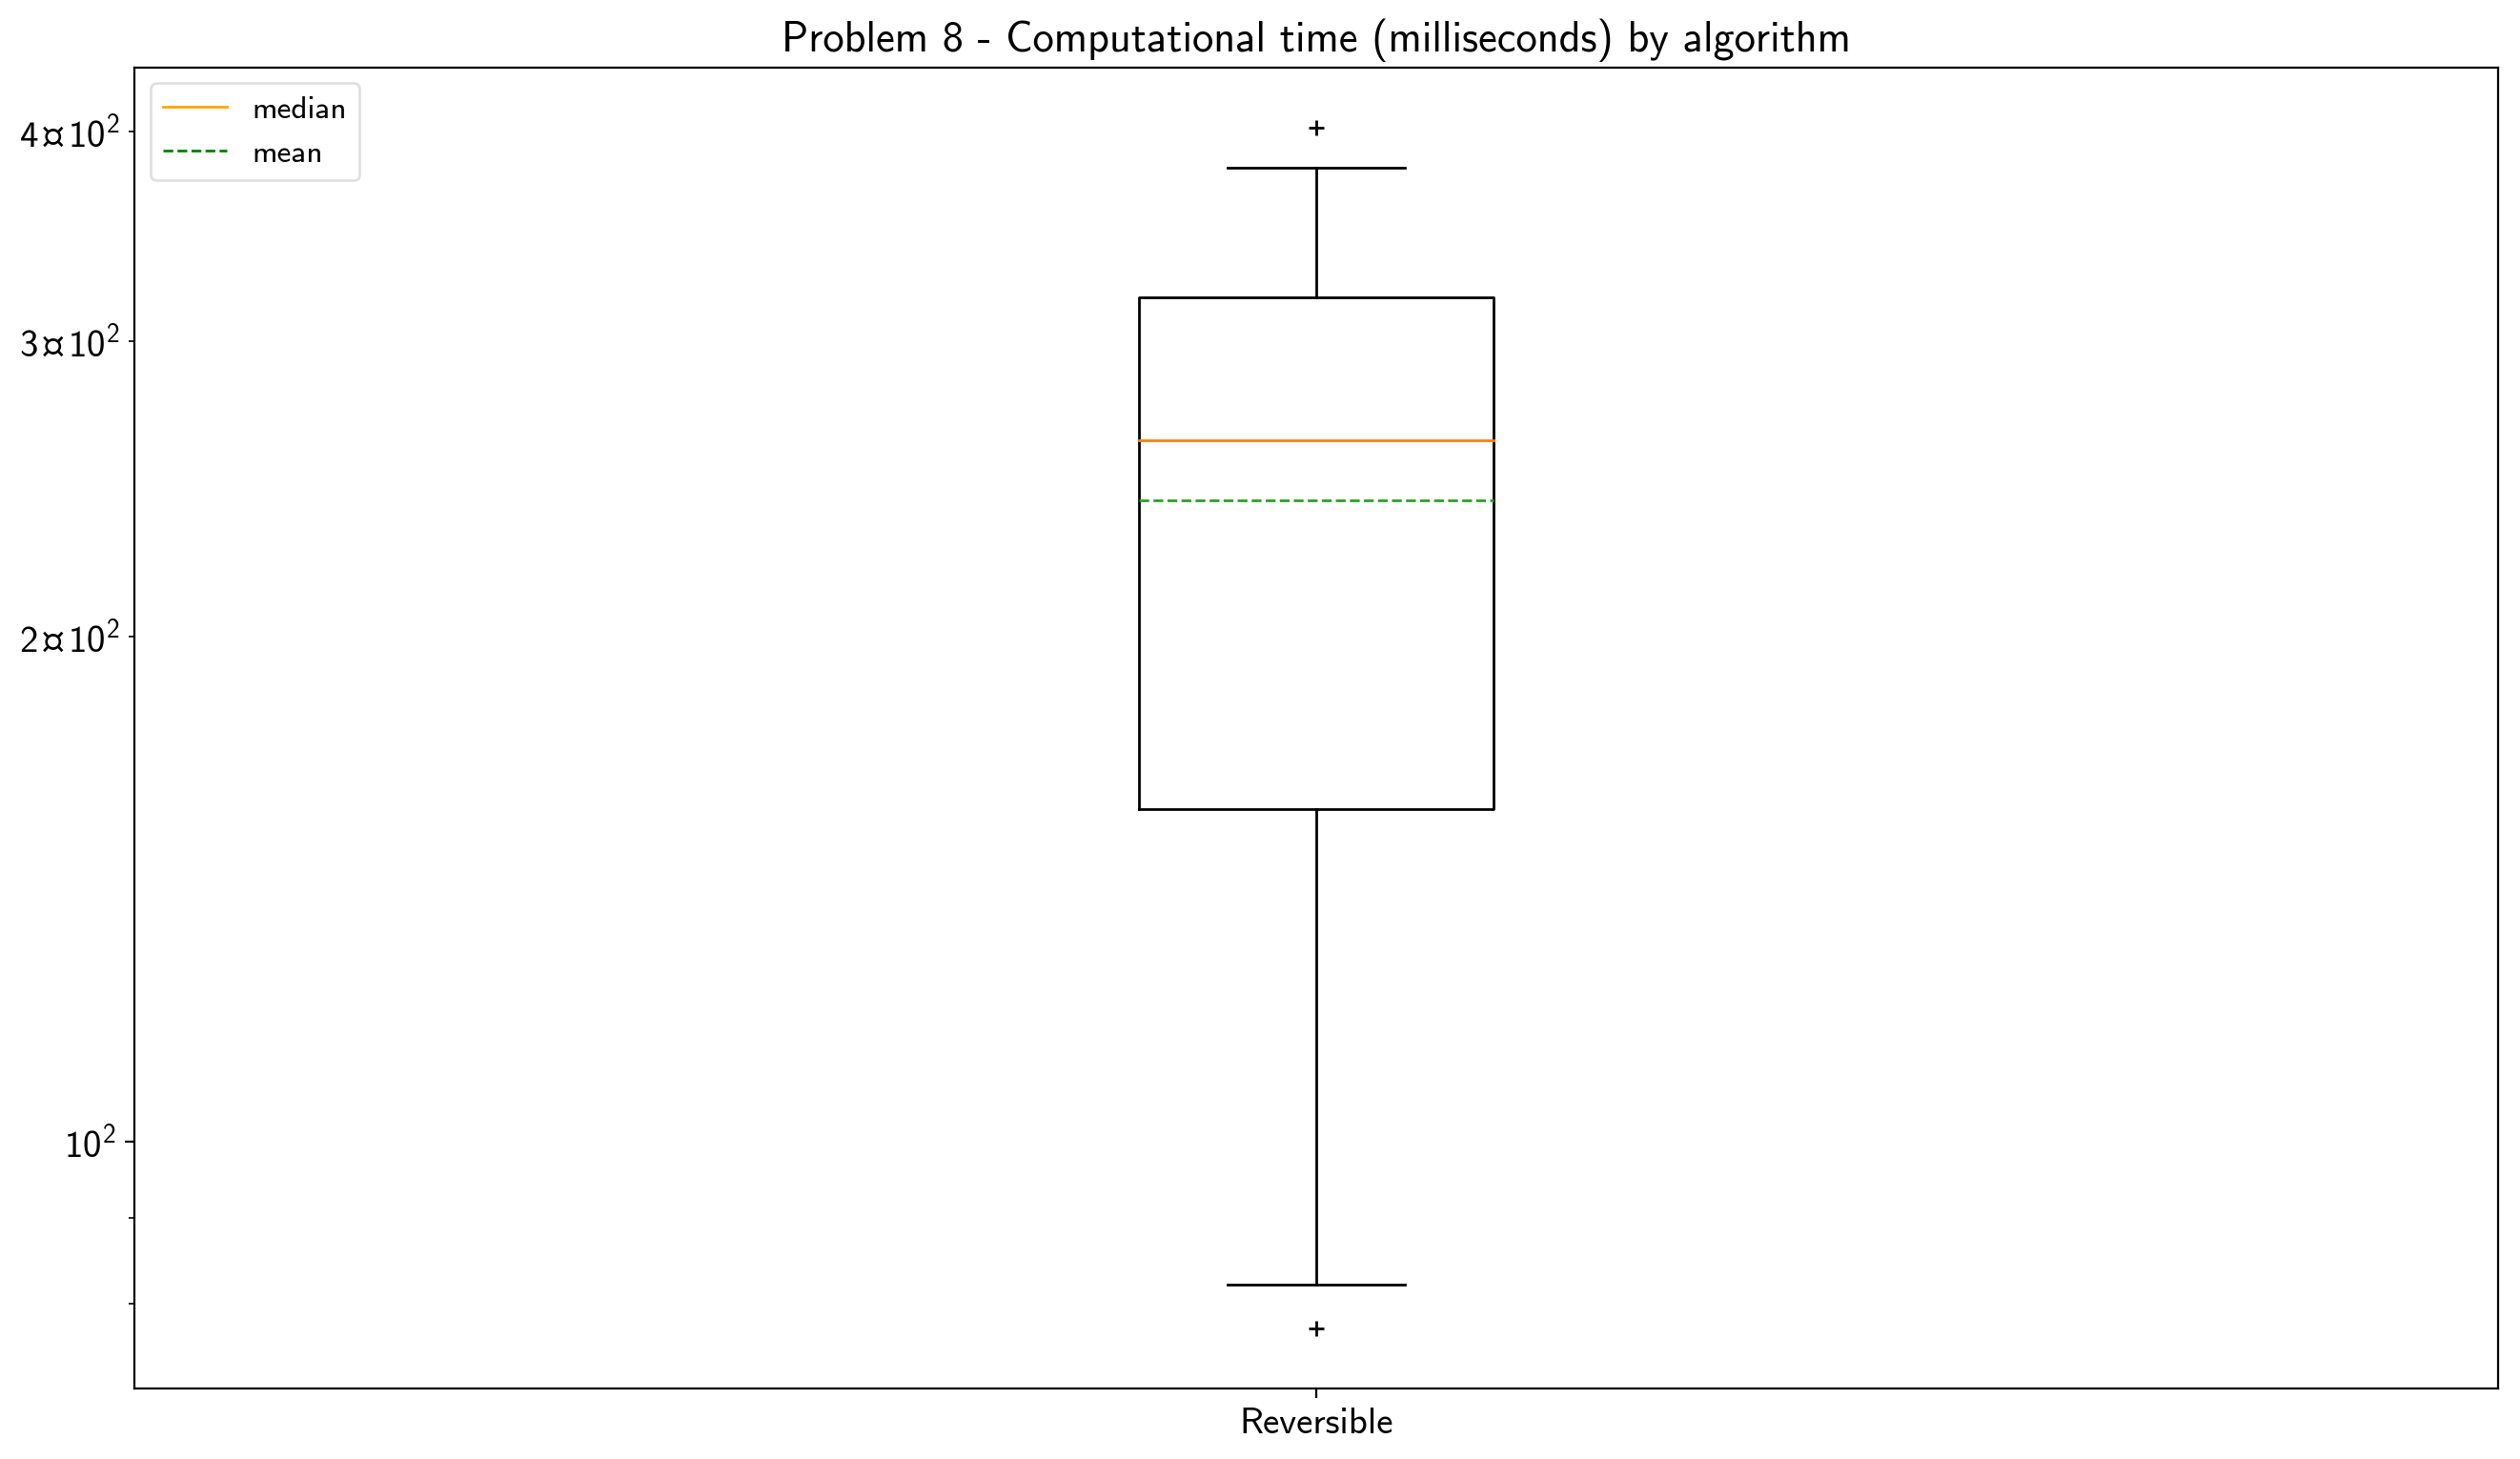 Problem 8 - Computational time (milliseconds) by algorithm
median
mean
4¤10²
3¤10²
2¤10²
10²
Reversible